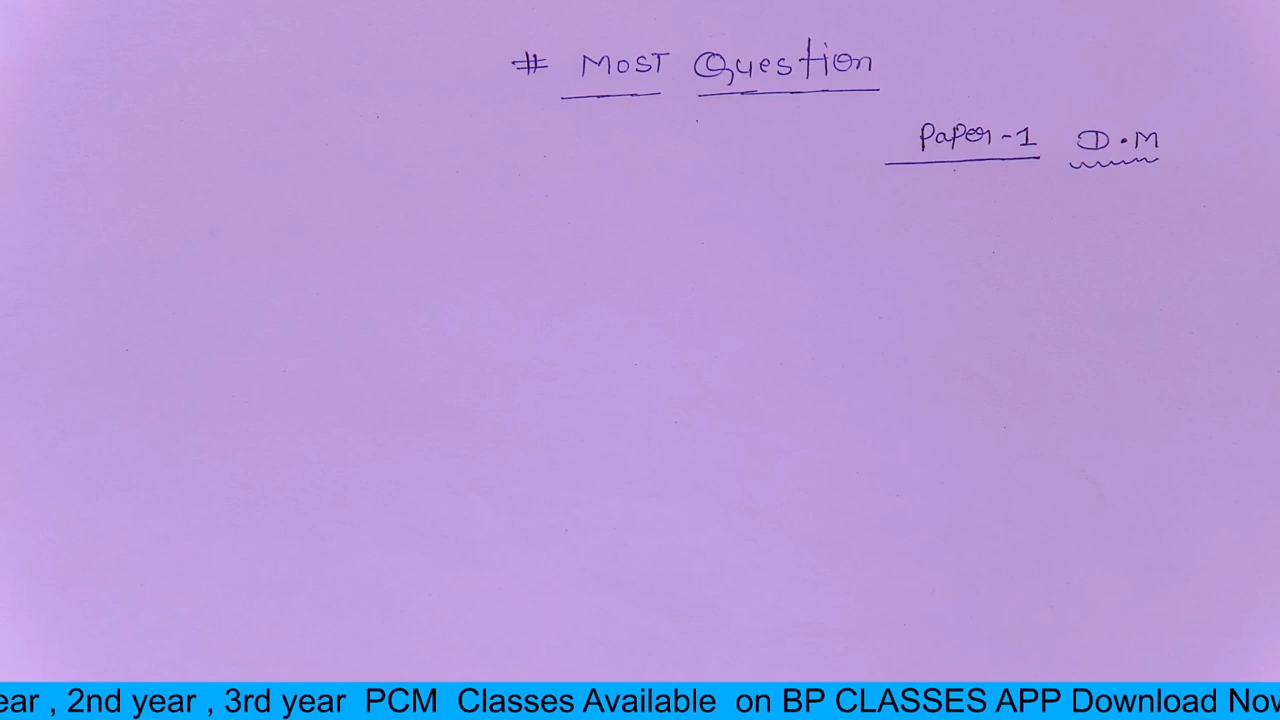 # MOST Question
Paper-1 D.M
ear , 2nd year , 3rd year PCM Classes Available on BP CLASSES APP Download Now